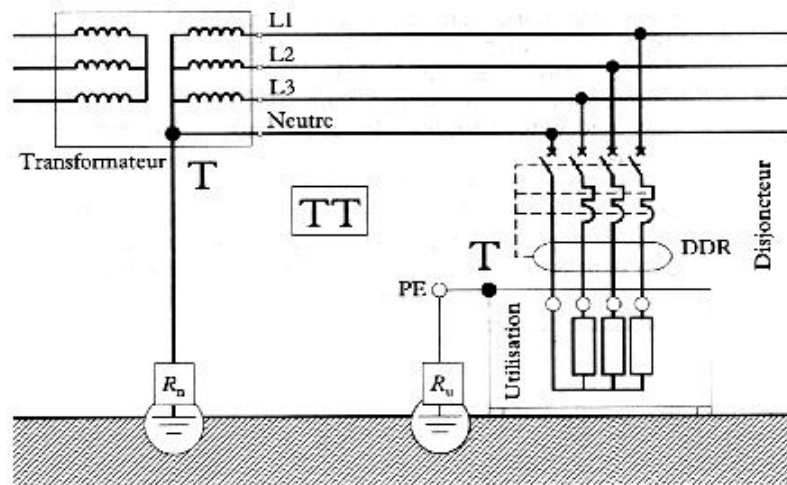 L1
L2
L3
Neutre
Transformateur
T
TT
Disjoncteur
DDR
T
PE
Utilisation
Rn
Ru